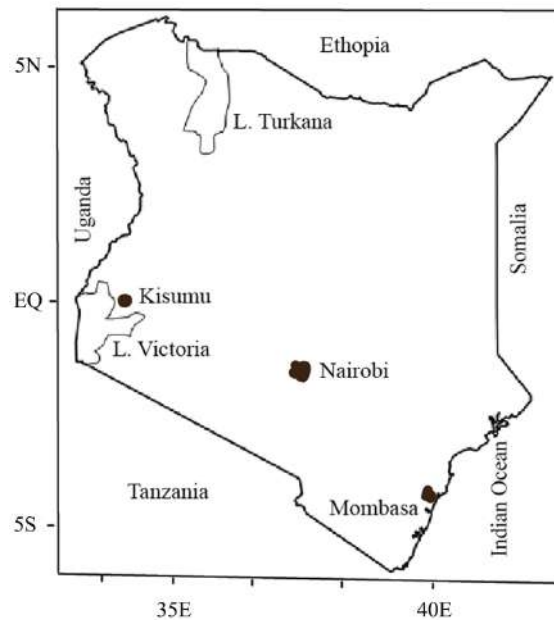 Ethopia
5N
L. Turkana
Uganda
Somalia
EQ
Kisumu
L. Victoria
Nairobi
Tanzania
Mombasa
Indian Ocean
5S
35E
40E